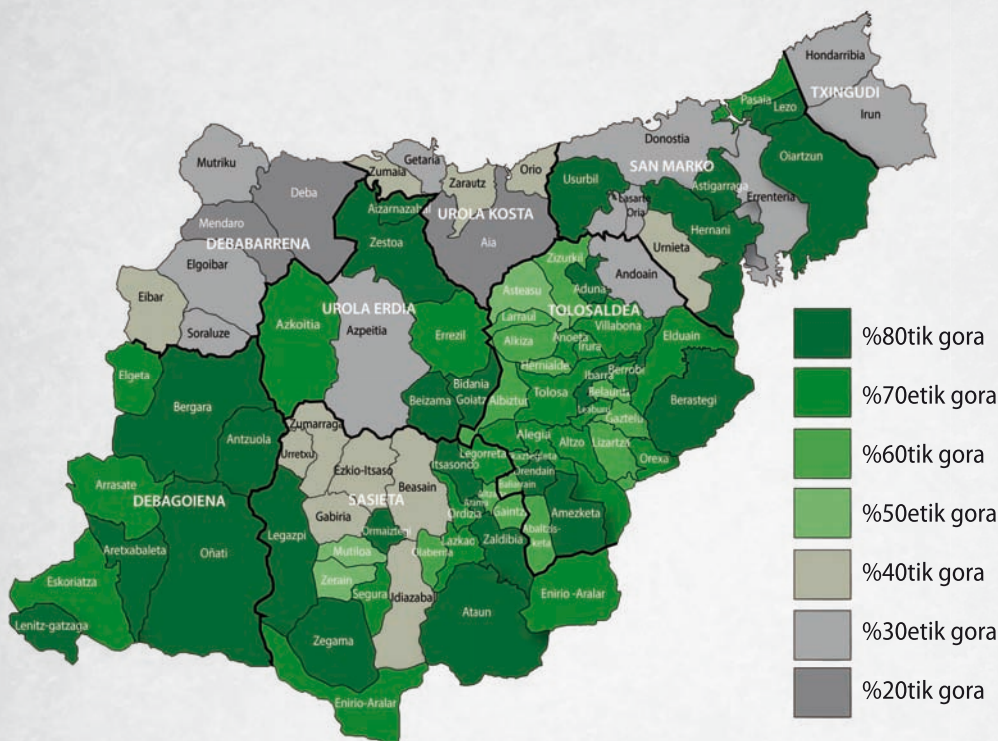 Hondarribia
TXINGUDI
Irun
Pasaia
Lezo
Donostia
SAN MARKO
Oiartzun
Astigarraga
Errenteria
Usurbil
Lasarte
Oria
Hernani
Urnieta
Mutriku
Deba
Mendaro
DEBABARRENA
Elgoibar
Eibar
Soraluze
Zumaia
Getaria
Zarautz
Orio
UROLA KOSTA
Aia
Aizarnazabal
Zestoa
UROLA ERDIA
Azkoitia
Azpeitia
Errezil
Beizama
Bidania
Goiatz
Zizurkil
Aduna
Andoain
Asteasu
TOLOSALDEA
Larraul
Villabona
Alkiza
Anoeta
Irura
Elduain
Hernialde
Ibarra
Berrobi
Albiztur
Tolosa
Belauntza
Leaburu
Gaztelu
Berastegi
Alegia
Altzo
Lizartza
Orexa
Orendain
Baliarrain
Amezketa
Abaltzis-
keta
Elgeta
Bergara
Antzuola
Arrasate
DEBAGOIENA
Aretxabaleta
Oñati
Eskoriatza
Lenitz-gatzaga
Zumarraga
Urretxu
Ezkio-Itsaso
SASIETA
Beasain
Gabiria
Ormaiztegi
Legazpi
Mutiloa
Zerain
Segura
Idiazabal
Olaberria
Lazkao
Ordizia
Arama
Itsasondo
Legorreta
Gaintza
Zaldibia
Ataun
Zegama
Enirio -Aralar
Enirio-Aralar
%80tik gora
%70etik gora
%60tik gora
%50etik gora
%40tik gora
%30etik gora
%20tik gora